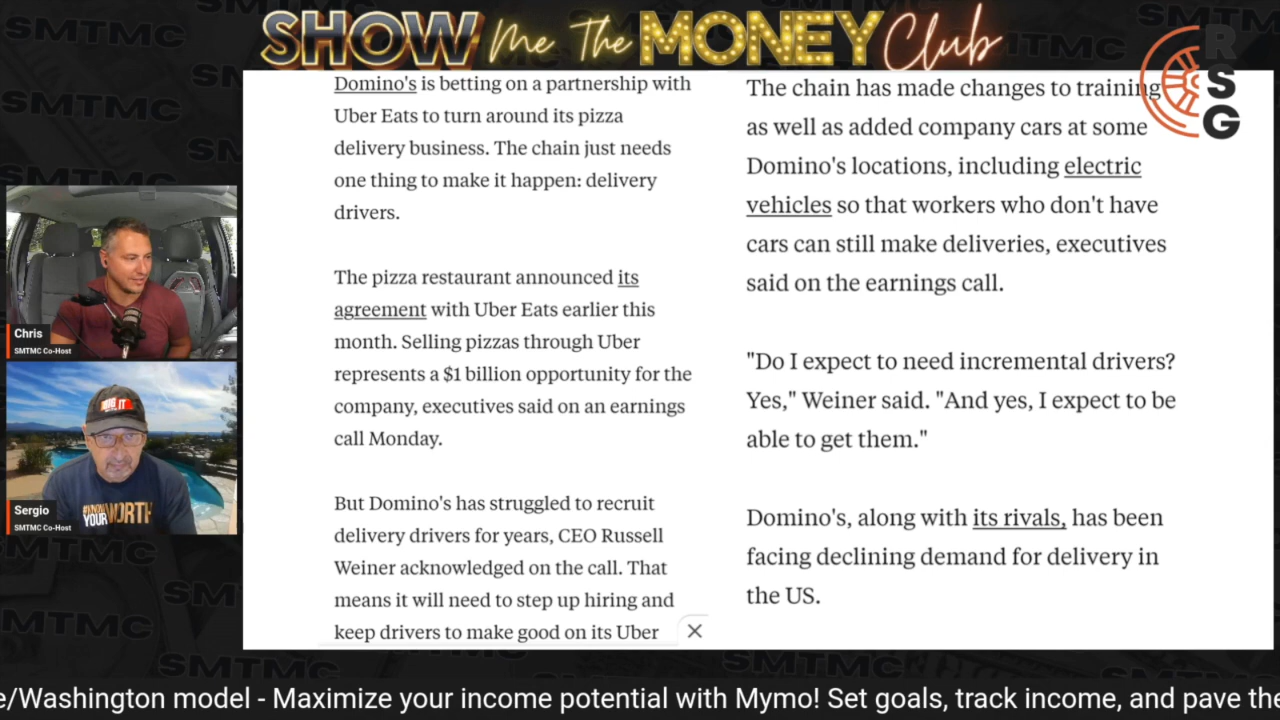 SHOW Me The MONEY Club
RSG
Domino's is betting on a partnership with
Uber Eats to turn around its pizza
delivery business. The chain just needs
one thing to make it happen: delivery
drivers.
The pizza restaurant announced its
agreement with Uber Eats earlier this
month. Selling pizzas through Uber
represents a $1 billion opportunity for the
company, executives said on an earnings
call Monday.
But Domino's has struggled to recruit
delivery drivers for years, CEO Russell
Weiner acknowledged on the call. That
means it will need to step up hiring and
keep drivers to make good on its Uber
The chain has made changes to training
as well as added company cars at some
Domino's locations, including electric
vehicles so that workers who don't have
cars can still make deliveries, executives
said on the earnings call.
"Do I expect to need incremental drivers?
Yes," Weiner said. "And yes, I expect to be
able to get them."
Domino's, along with its rivals, has been
facing declining demand for delivery in
the US.
Chris
SMTMC Co-Host
#KNOW
YOUR WORTH
Sergio
SMTMC Co-Host
SMTMC
SMTMC
SMTMC
SMTMC
SMTMC
SMTMC
e/Washington model - Maximize your income potential with Mymo! Set goals, track income, and pave the